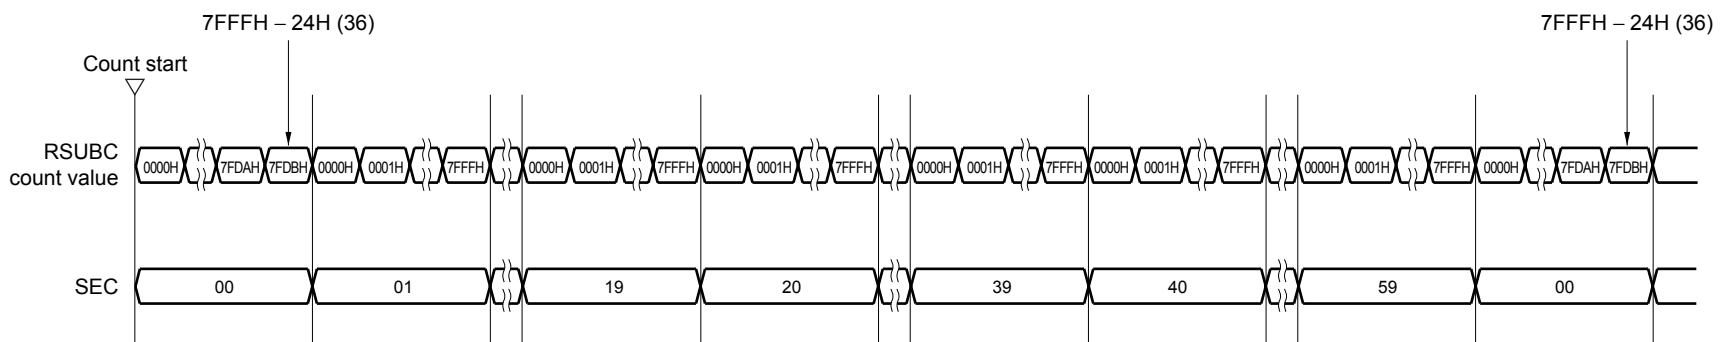 7FFFH – 24H (36) 7FFFH – 24H (36)
Count start
RSUBC
count value
0000H 7FDAH 7FDBH 0000H 0001H 7FFFH 0000H 0001H 7FFFH 0000H 0001H 7FFFH 0000H 0001H 7FFFH 0000H 0001H 7FFFH 0000H 0001H 7FFFH 0000H 7FDAH 7FDBH
SEC 00 01 19 20 39 40 59 00